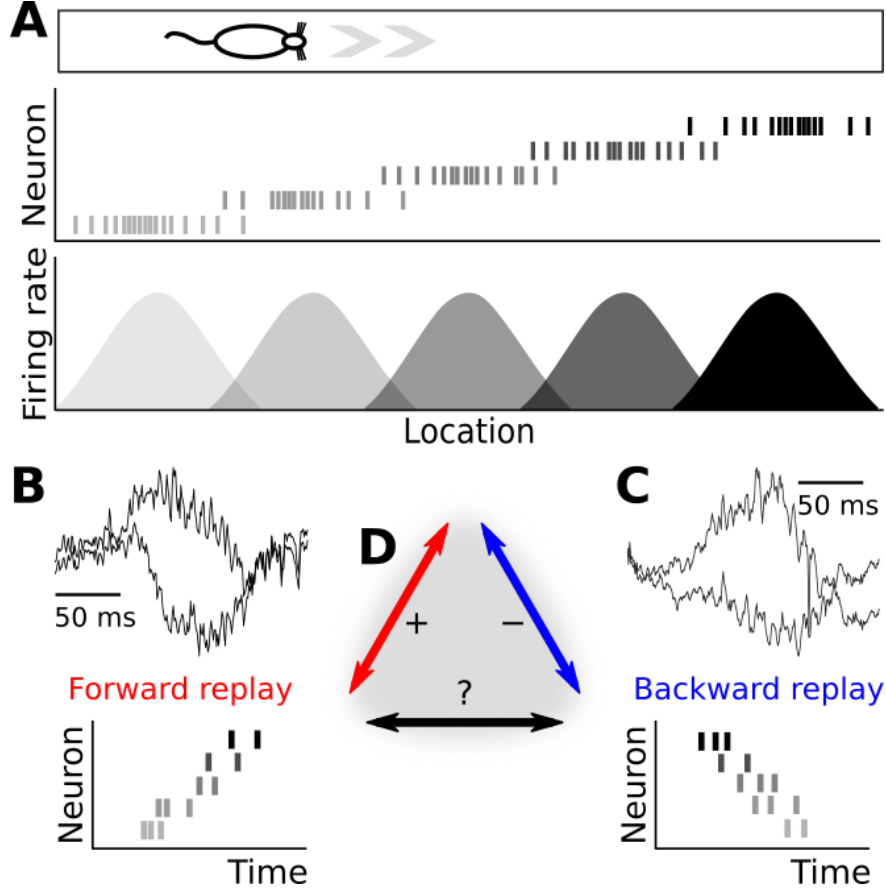 A
Neuron
Firing rate
Location
B
50 ms
Forward replay
Neuron
Time
D
+
−
?
C
50 ms
Backward replay
Neuron
Time